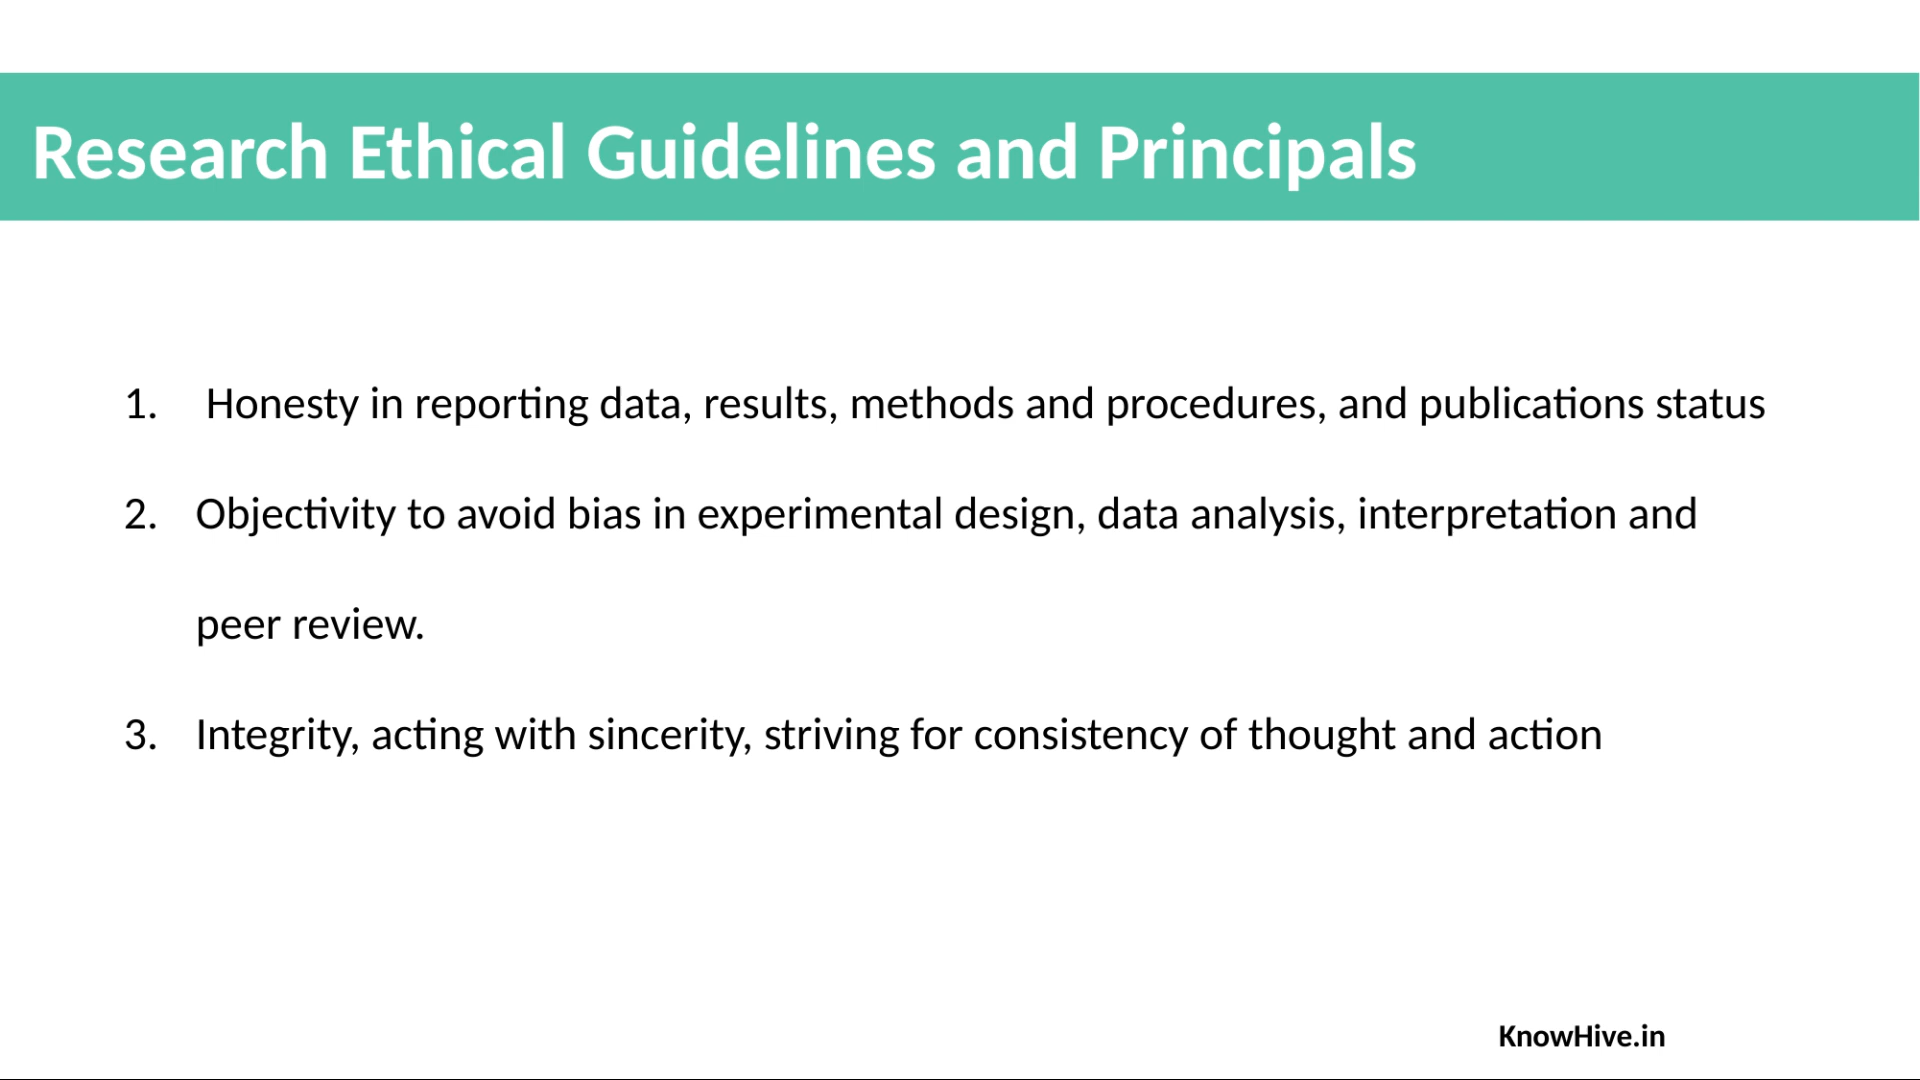 Research Ethical Guidelines and Principals
1. Honesty in reporting data, results, methods and procedures, and publications status
2. Objectivity to avoid bias in experimental design, data analysis, interpretation and
peer review.
3. Integrity, acting with sincerity, striving for consistency of thought and action
KnowHive.in